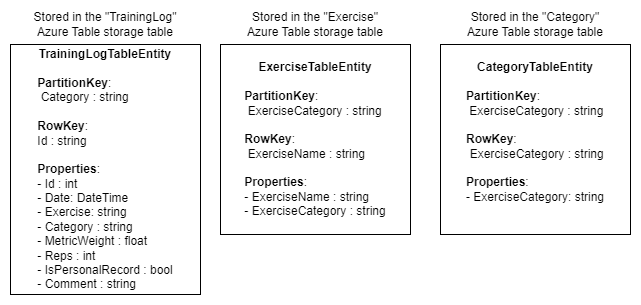 Stored in the "TrainingLog"
Azure Table storage table
TrainingLogTableEntity
PartitionKey:
Category : string
RowKey:
Id : string
Properties:
- Id : int
- Date: DateTime
- Exercise: string
- Category : string
- MetricWeight : float
- Reps : int
- IsPersonalRecord : bool
- Comment : string
Stored in the "Exercise"
Azure Table storage table
ExerciseTableEntity
PartitionKey:
ExerciseCategory : string
RowKey:
ExerciseName : string
Properties:
- ExerciseName : string
- ExerciseCategory : string
Stored in the "Category"
Azure Table storage table
CategoryTableEntity
PartitionKey:
ExerciseCategory : string
RowKey:
ExerciseCategory : string
Properties:
- ExerciseCategory: string